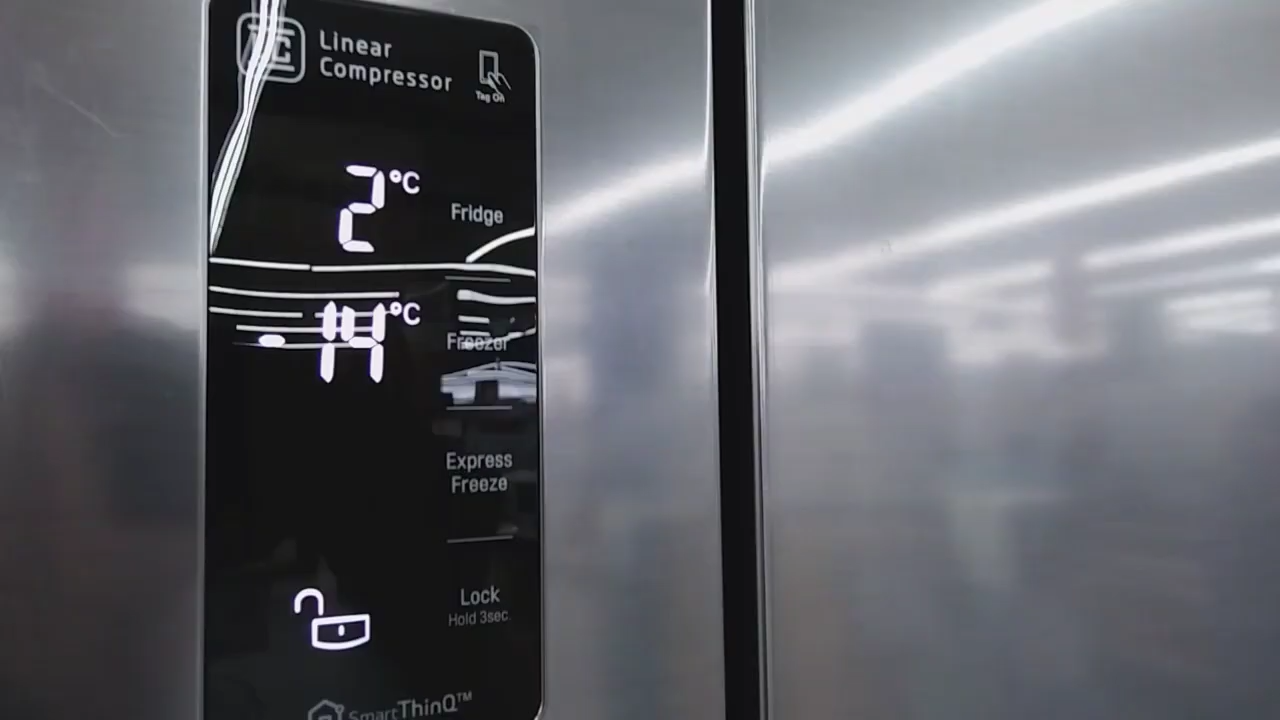 Linear
Compressor
Tag On
2°C
Fridge
-14°C
Freezer
Express
Freeze
Lock
Hold 3sec.
SmartThinQ™